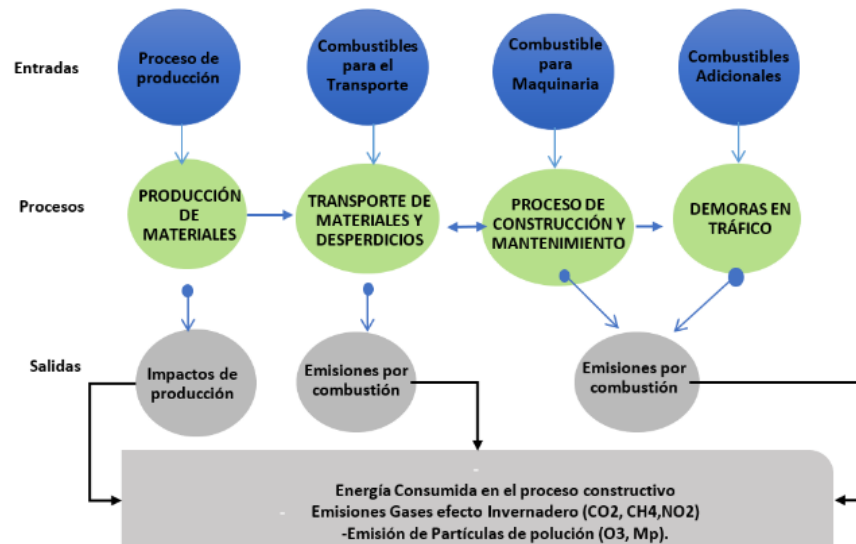 Entradas
Proceso de
producción
Combustibles
para el
Transporte
Combustible
para
Maquinaria
Combustibles
Adicionales
Procesos
PRODUCCIÓN
DE
MATERIALES
TRANSPORTE DE
MATERIALES Y
DESPERDICIOS
PROCESO DE
CONSTRUCCIÓN Y
MANTENIMIENTO
DEMORAS EN
TRÁFICO
Salidas
Impactos de
producción
Emisiones por
combustión
Emisiones por
combustión
Energía Consumida en el proceso constructivo
Emisiones Gases efecto Invernadero (CO2, CH4,NO2)
-Emisión de Partículas de polución (O3, Mp).